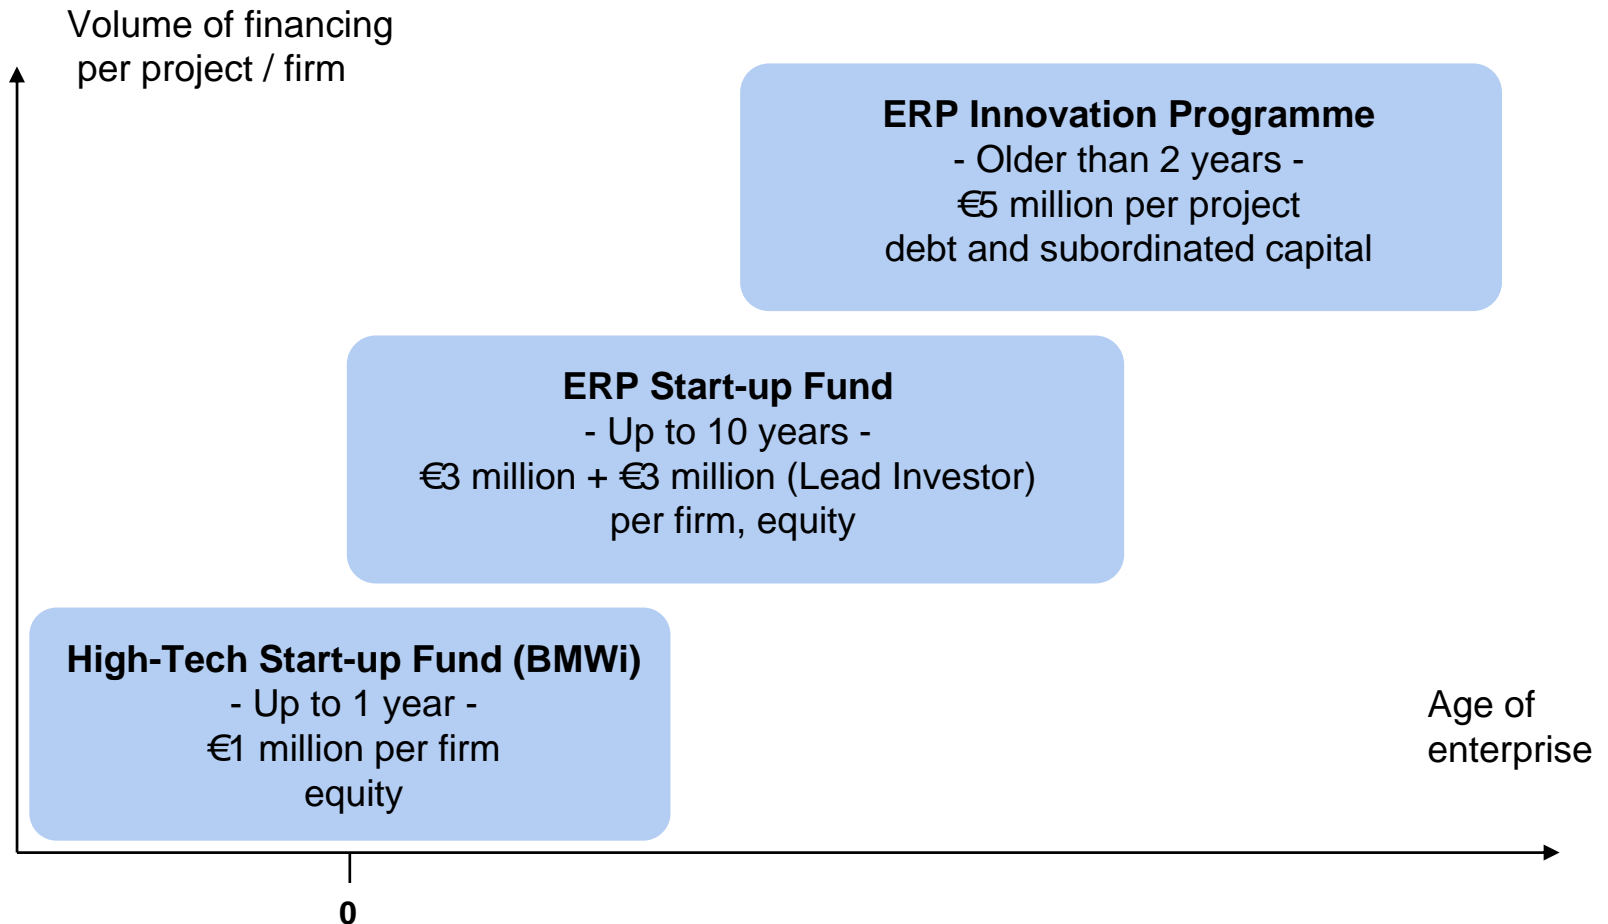 Volume of financing
per project / firm
ERP Innovation Programme
- Older than 2 years -
€5 million per project
debt and subordinated capital
ERP Start-up Fund
- Up to 10 years -
€3 million + €3 million (Lead Investor)
per firm, equity
High-Tech Start-up Fund (BMWi)
- Up to 1 year -
€1 million per firm
equity
Age of
enterprise
0